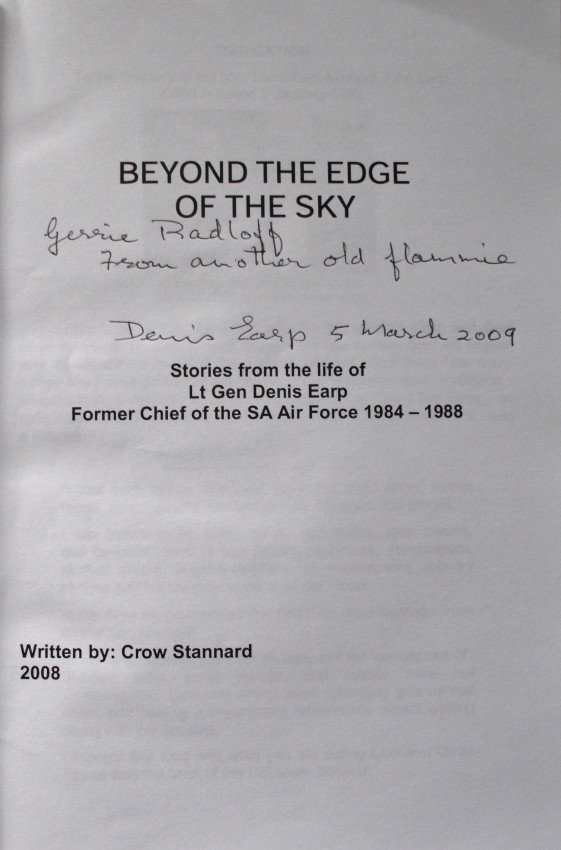 BEYOND THE EDGE
OF THE SKY
Gerrie Radloff
From another old flammie
Denis Earp 5 March 2009
Stories from the life of
Lt Gen Denis Earp
Former Chief of the SA Air Force 1984 – 1988
Written by: Crow Stannard
2008